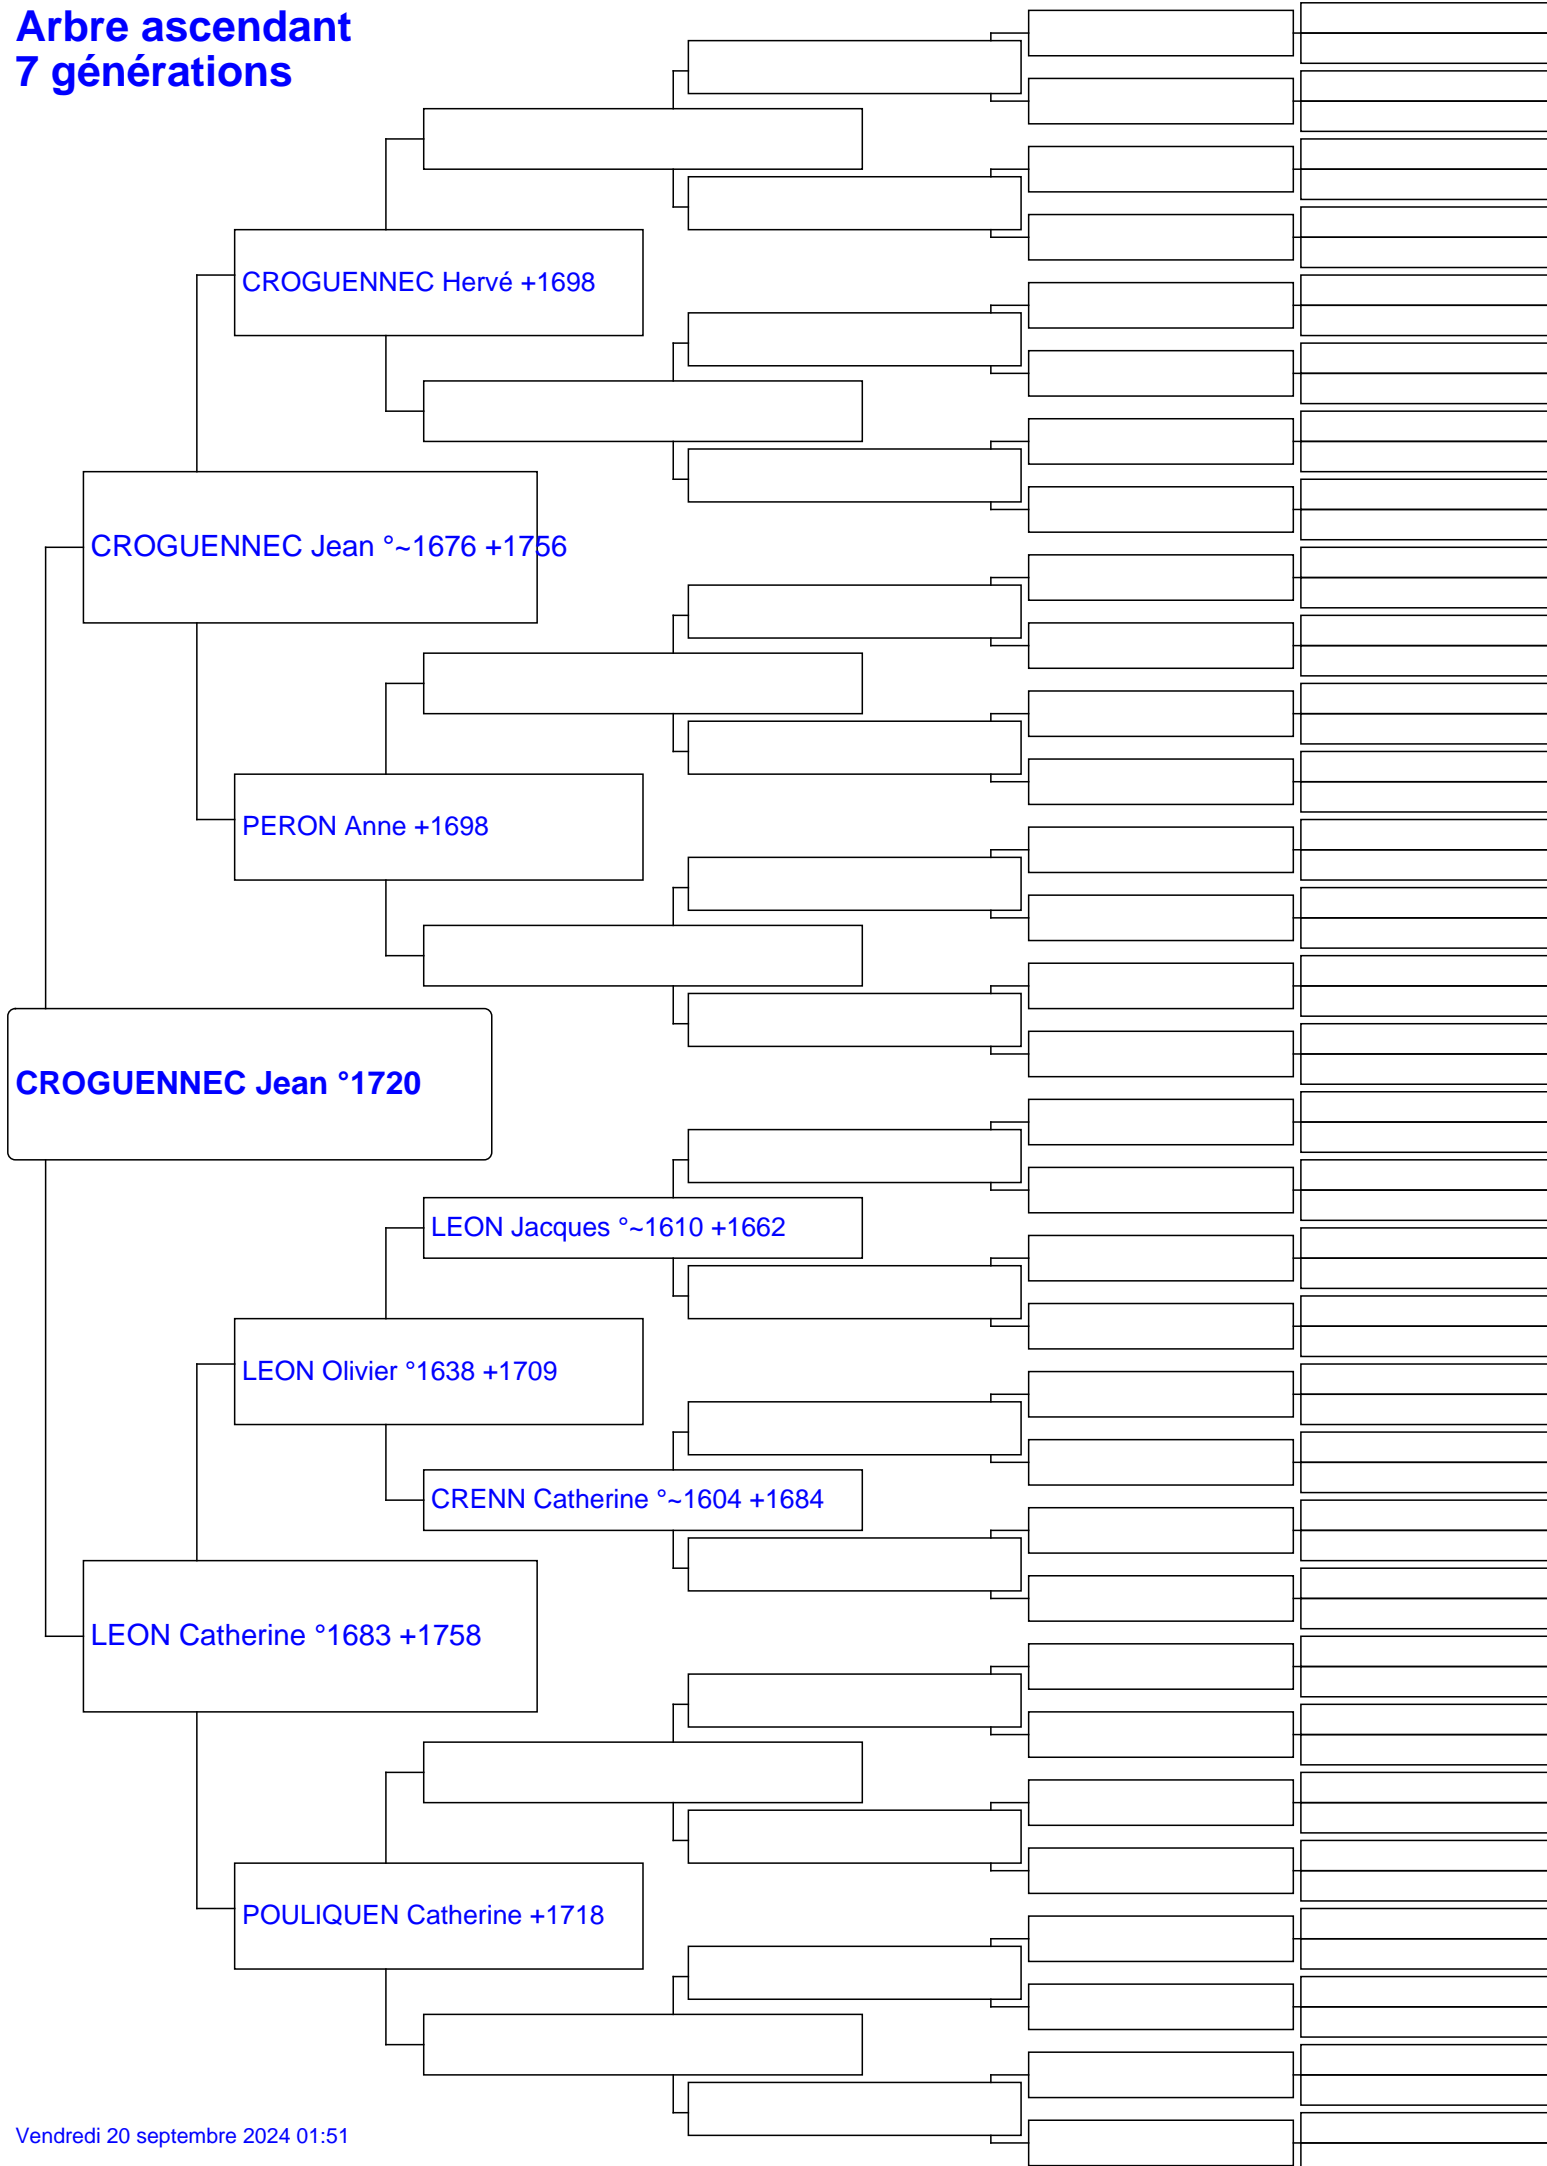 Arbre ascendant
7 générations
CROGUENNEC Hervé +1698
CROGUENNEC Jean °~1676 +1756
PERON Anne +1698
CROGUENNEC Jean °1720
LEON Jacques °~1610 +1662
LEON Olivier °1638 +1709
CRENN Catherine °~1604 +1684
LEON Catherine °1683 +1758
POULIQUEN Catherine +1718
Vendredi 20 septembre 2024 01:51